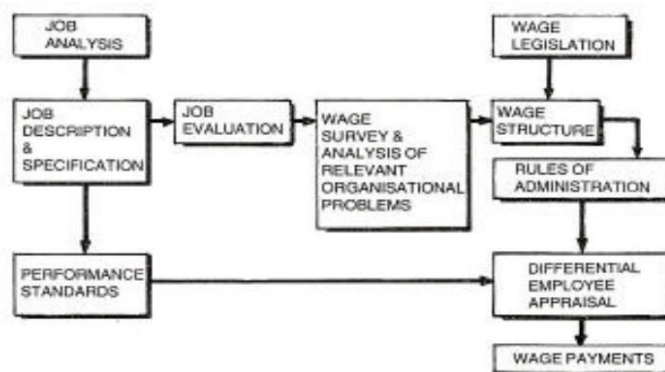 JOB
ANALYSIS
WAGE
LEGISLATION
JOB
DESCRIPTION
&
SPECIFICATION
JOB
EVALUATION
WAGE
SURVEY &
ANALYSIS OF
RELEVANT
ORGANISATIONAL
PROBLEMS
WAGE
STRUCTURE
RULES OF
ADMINISTRATION
PERFORMANCE
STANDARDS
DIFFERENTIAL
EMPLOYEE
APPRAISAL
WAGE PAYMENTS